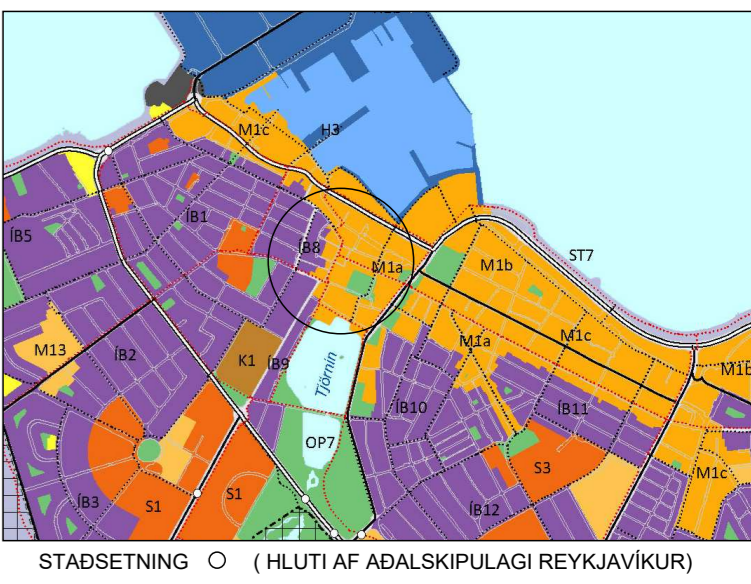 M1c
H3
ÍB5
ÍB1
ÍB8
M1a
M1b
ST7
M13
ÍB2
K1
ÍB9
Tjörnin
M1a
M1c
ÍB10
ÍB11
OP7
ÍB3
S1
S1
ÍB12
S3
M1c
STAÐSETNING ( HLUTI AF AÐALSKIPULAGI REYKJAVÍKUR)